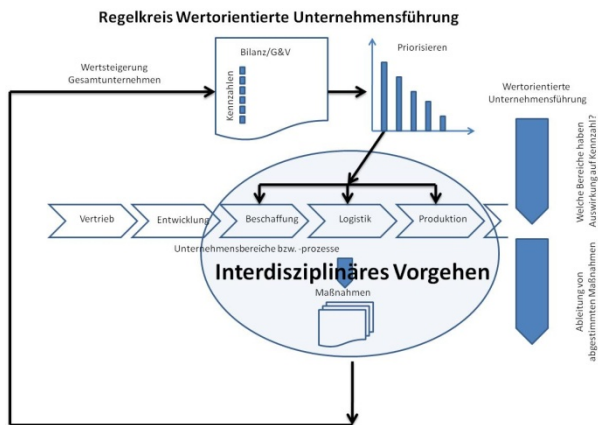 Regelkreis Wertorientierte Unternehmensführung
Bilanz/G&V
Kennzahlen
Priorisieren
Wertsteigerung
Gesamtunternehmen
Wertorientierte
Unternehmensführung
Welche Bereiche haben
Auswirkung auf Kennzahl?
Vertrieb
Entwicklung
Beschaffung
Logistik
Produktion
Unternehmensbereiche bzw. -prozesse
Interdisziplinäres Vorgehen
Maßnahmen
Ableitung von
abgestimmten Maßnahmen